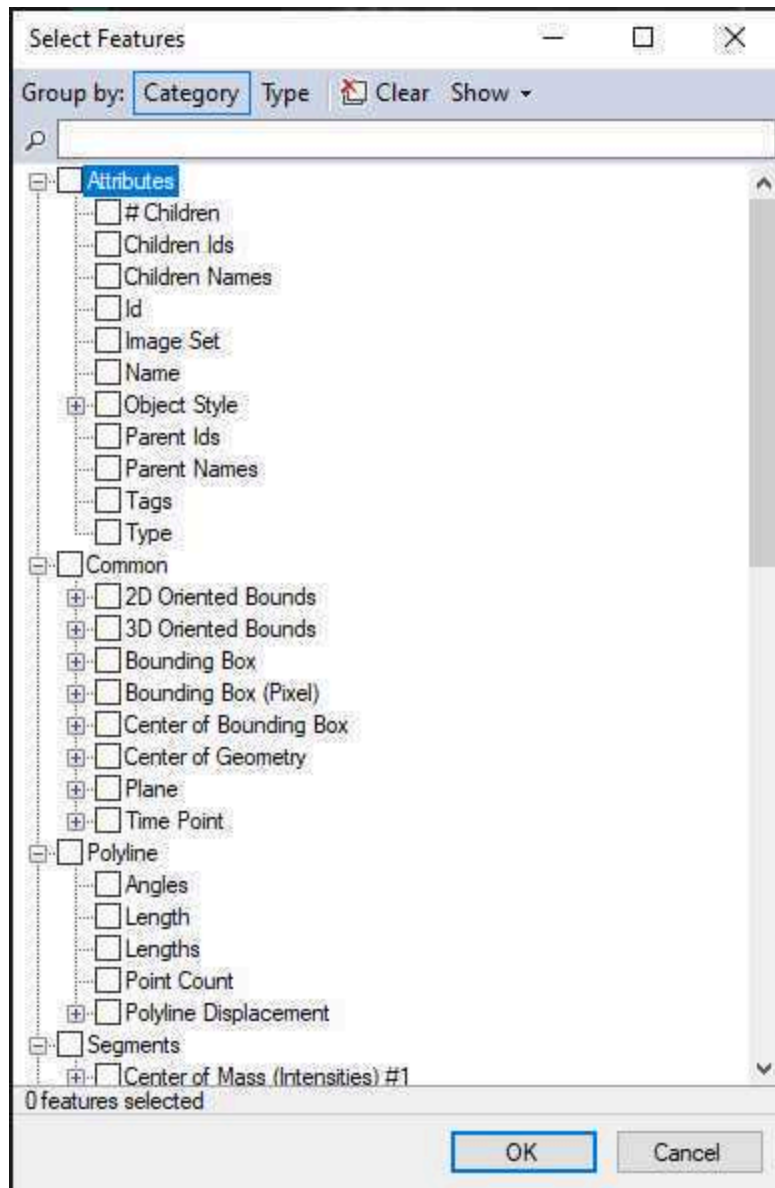 Select Features
Group by: Category Type Clear Show
Attributes
# Children
Children Ids
Children Names
Id
Image Set
Name
Object Style
Parent Ids
Parent Names
Tags
Type
Common
2D Oriented Bounds
3D Oriented Bounds
Bounding Box
Bounding Box (Pixel)
Center of Bounding Box
Center of Geometry
Plane
Time Point
Polyline
Angles
Length
Lengths
Point Count
Polyline Displacement
Segments
Center of Mass (Intensities) #1
0 features selected
OK Cancel